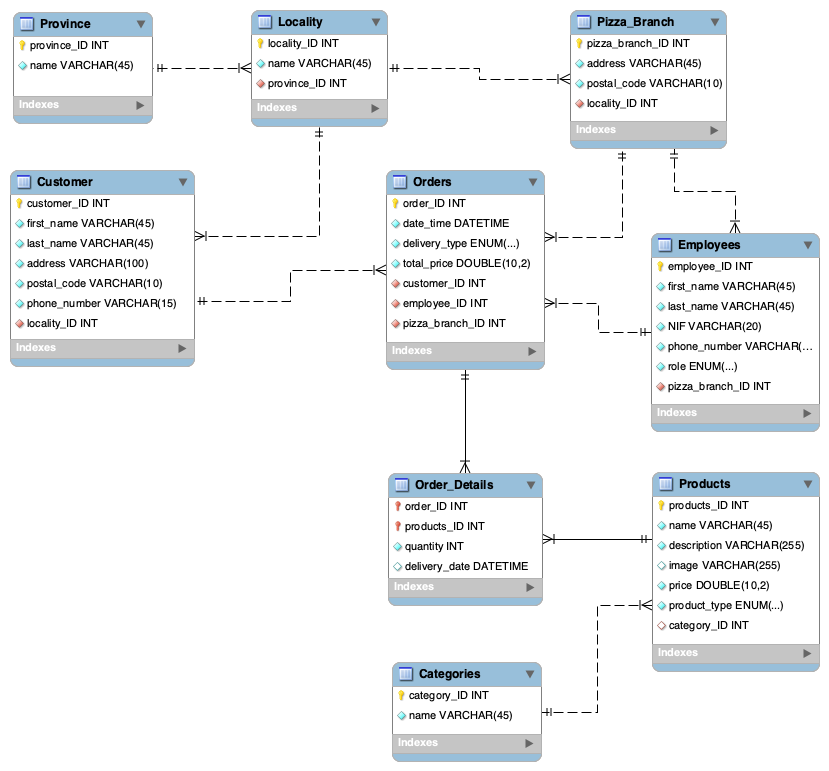 Province
province_ID INT
name VARCHAR(45)
Indexes
Locality
locality_ID INT
name VARCHAR(45)
province_ID INT
Indexes
Pizza_Branch
pizza_branch_ID INT
address VARCHAR(45)
postal_code VARCHAR(10)
locality_ID INT
Indexes
Customer
customer_ID INT
first_name VARCHAR(45)
last_name VARCHAR(45)
address VARCHAR(100)
postal_code VARCHAR(10)
phone_number VARCHAR(15)
locality_ID INT
Indexes
Orders
order_ID INT
date_time DATETIME
delivery_type ENUM(...)
total_price DOUBLE(10,2)
customer_ID INT
employee_ID INT
pizza_branch_ID INT
Indexes
Employees
employee_ID INT
first_name VARCHAR(45)
last_name VARCHAR(45)
NIF VARCHAR(20)
phone_number VARCHAR(...
role ENUM(...)
pizza_branch_ID INT
Indexes
Order_Details
order_ID INT
products_ID INT
quantity INT
delivery_date DATETIME
Indexes
Products
products_ID INT
name VARCHAR(45)
description VARCHAR(255)
image VARCHAR(255)
price DOUBLE(10,2)
product_type ENUM(...)
category_ID INT
Indexes
Categories
category_ID INT
name VARCHAR(45)
Indexes